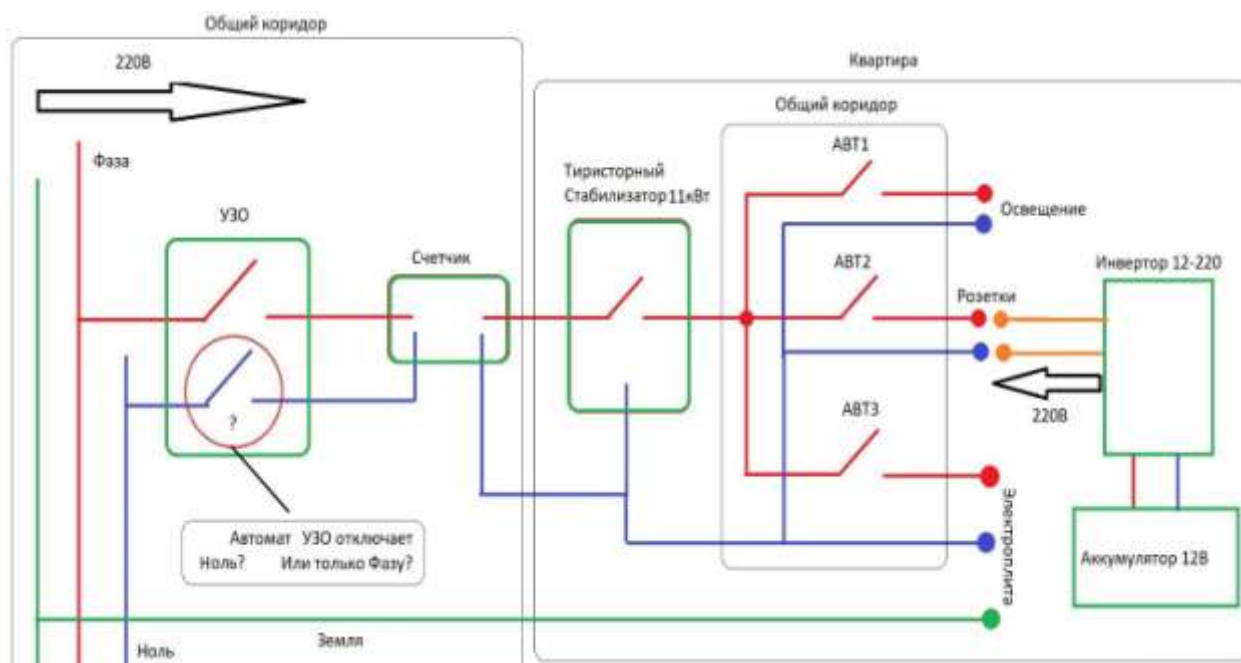 Общий коридор
220В
Квартира
Общий коридор
Фаза
АВТ1
Тиристорный
Стабилизатор 11кВт
УЗО
Освещение
Счетчик
АВТ2
Инвертор 12-220
Розетки
АВТ3
220В
?
Электроплита
Автомат УЗО отключает
Ноль? Или только Фазу?
Аккумулятор 12В
Земля
Ноль